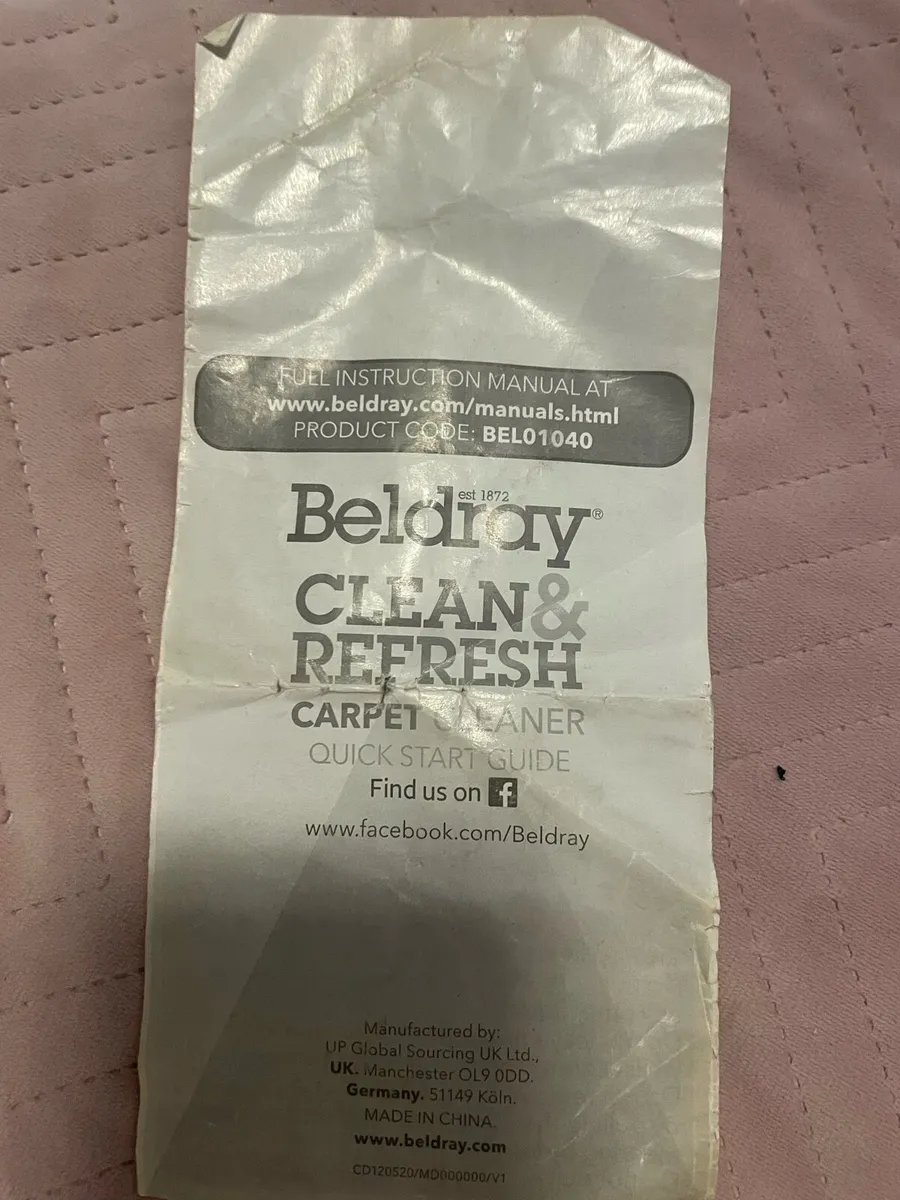 FULL INSTRUCTION MANUAL AT
www.beldray.com/manuals.html
PRODUCT CODE: BEL01040
est 1872
Beldray®
CLEAN &
REFRESH
CARPET CLEANER
QUICK START GUIDE
Find us on f
www.facebook.com/Beldray
Manufactured by:
UP Global Sourcing UK Ltd.,
UK. Manchester OL9 0DD.
Germany. 51149 Köln.
MADE IN CHINA.
www.beldray.com
CD120520/MD000000/V1